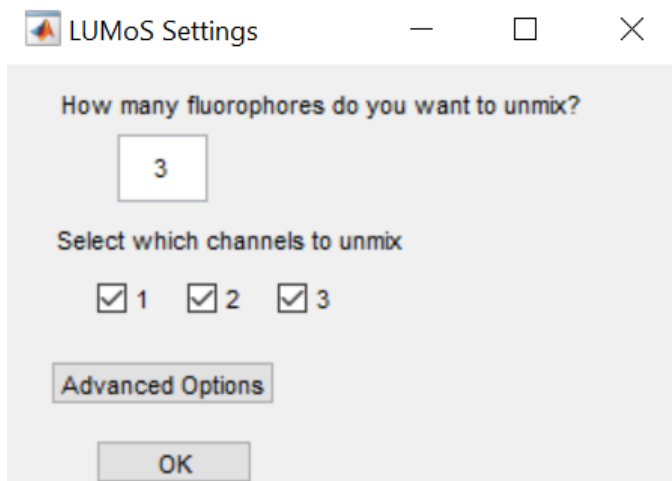 LUMoS Settings
How many fluorophores do you want to unmix?
3
Select which channels to unmix
1 2 3
Advanced Options
OK